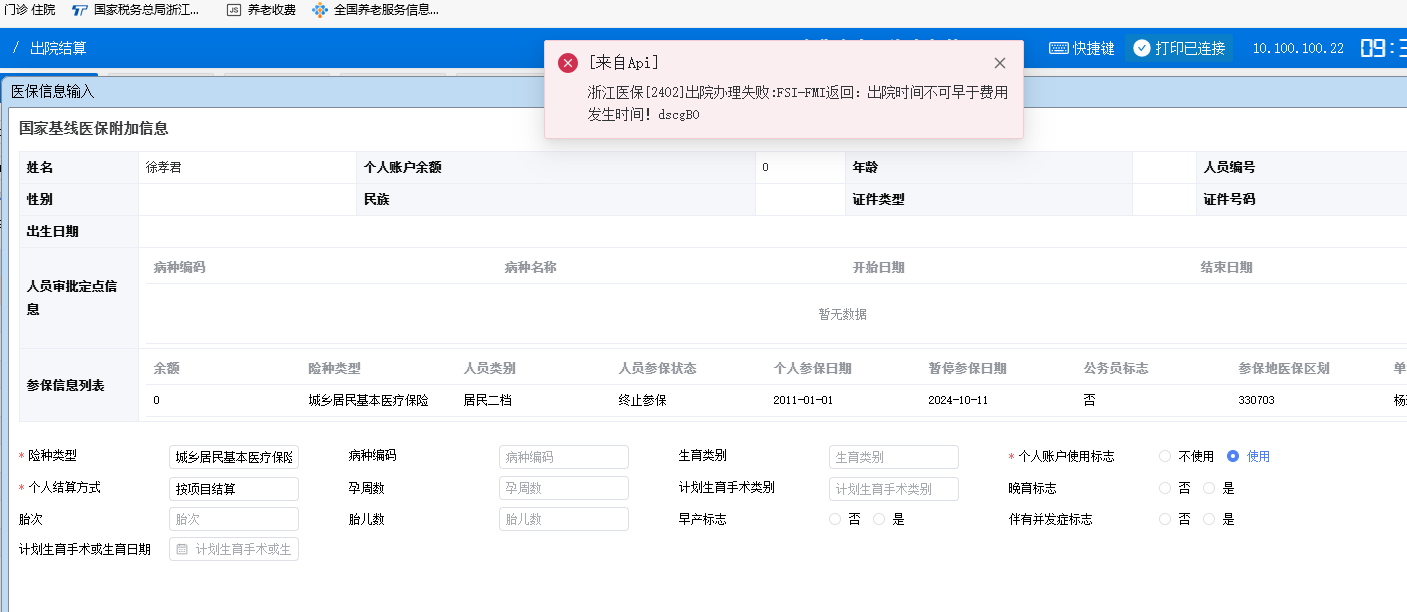 门诊 住院 国家税务总局浙江... JS 养老收费 全国养老服务信息...
/ 出院结算 快捷键 打印已连接 10.100.100.22 09:3
[来自Api]
浙江医保[2402]出院办理失败:FSI-FMI返回: 出院时间不可早于费用
发生时间! dscgBO
医保信息输入
国家基线医保附加信息
姓名 徐孝君 个人账户余额 0 年龄 人员编号
性别 民族 证件类型 证件号码
出生日期
人员审批定点信
息
病种编码 病种名称 开始日期 结束日期
暂无数据
参保信息列表
余额 险种类型 人员类别 人员参保状态 个人参保日期 暂停参保日期 公务员标志 参保地医保区划 单
0 城乡居民基本医疗保险 居民二档 终止参保 2011-01-01 2024-10-11 否 330703 杨
* 险种类型 城乡居民基本医疗保险 病种编码 病种编码 生育类别 生育类别 * 个人账户使用标志 不使用 使用
* 个人结算方式 按项目结算 孕周数 孕周数 计划生育手术类别 计划生育手术类别 晚育标志 否 是
胎次 胎次 胎儿数 胎儿数 早产标志 否 是 伴有并发症标志 否 是
计划生育手术或生育日期 计划生育手术或生